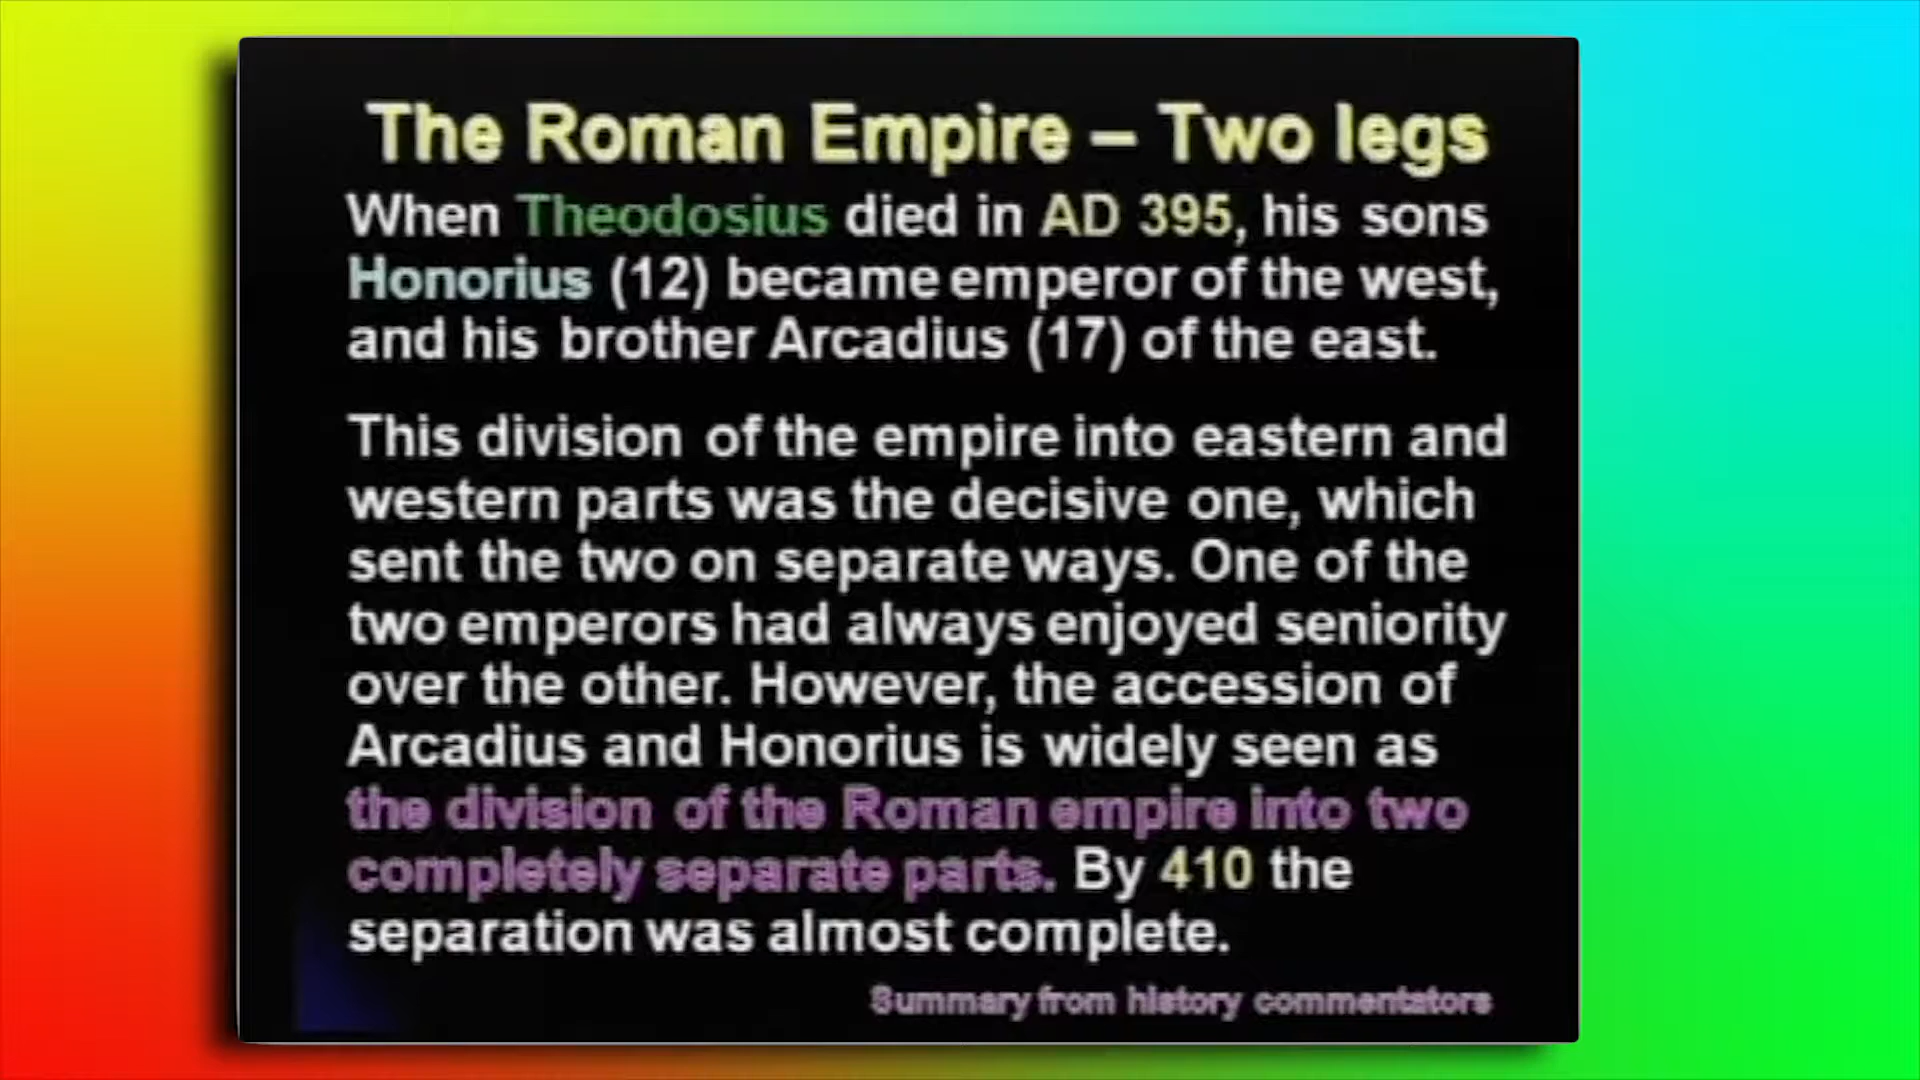 The Roman Empire – Two legs
When Theodosius died in AD 395, his sons
Honorius (12) became emperor of the west,
and his brother Arcadius (17) of the east.
This division of the empire into eastern and
western parts was the decisive one, which
sent the two on separate ways. One of the
two emperors had always enjoyed seniority
over the other. However, the accession of
Arcadius and Honorius is widely seen as
the division of the Roman empire into two
completely separate parts. By 410 the
separation was almost complete.
Summary from history commentators